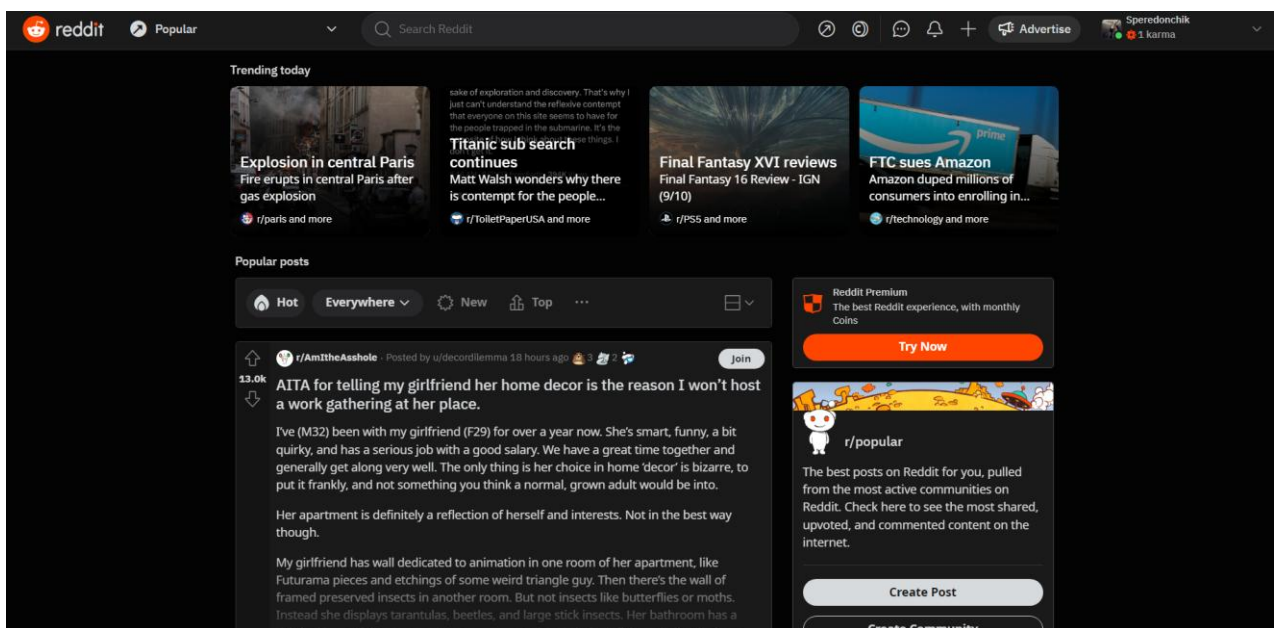 reddit
Popular
Search Reddit
Advertise
Speredonchik
1 karma
Trending today
Explosion in central Paris
Fire erupts in central Paris after
gas explosion
r/paris and more
sake of exploration and discovery. That's why I
just can't understand the reflexive contempt
that everyone on this site seems to have for
the people trapped in the submarine. It's the
Titanic sub search
continues
Matt Walsh wonders why there
is contempt for the people...
r/ToiletPaperUSA and more
Final Fantasy XVI reviews
Final Fantasy 16 Review - IGN
(9/10)
r/PS5 and more
prime
FTC sues Amazon
Amazon duped millions of
consumers into enrolling in...
r/technology and more
Popular posts
Hot
Everywhere
New
Top
...
r/AmItheAsshole · Posted by u/decordilemma 18 hours ago 3 2
Join
13.0k
AITA for telling my girlfriend her home decor is the reason I won't host
a work gathering at her place.
I've (M32) been with my girlfriend (F29) for over a year now. She's smart, funny, a bit
quirky, and has a serious job with a good salary. We have a great time together and
generally get along very well. The only thing is her choice in home 'decor' is bizarre, to
put it frankly, and not something you think a normal, grown adult would be into.
Her apartment is definitely a reflection of herself and interests. Not in the best way
though.
My girlfriend has wall dedicated to animation in one room of her apartment, like
Futurama pieces and etchings of some weird triangle guy. Then there's the wall of
framed preserved insects in another room. But not insects like butterflies or moths.
Instead she displays tarantulas, beetles, and large stick insects. Her bathroom has a
Reddit Premium
The best Reddit experience, with monthly
Coins
Try Now
r/popular
The best posts on Reddit for you, pulled
from the most active communities on
Reddit. Check here to see the most shared,
upvoted, and commented content on the
internet.
Create Post
Create Community